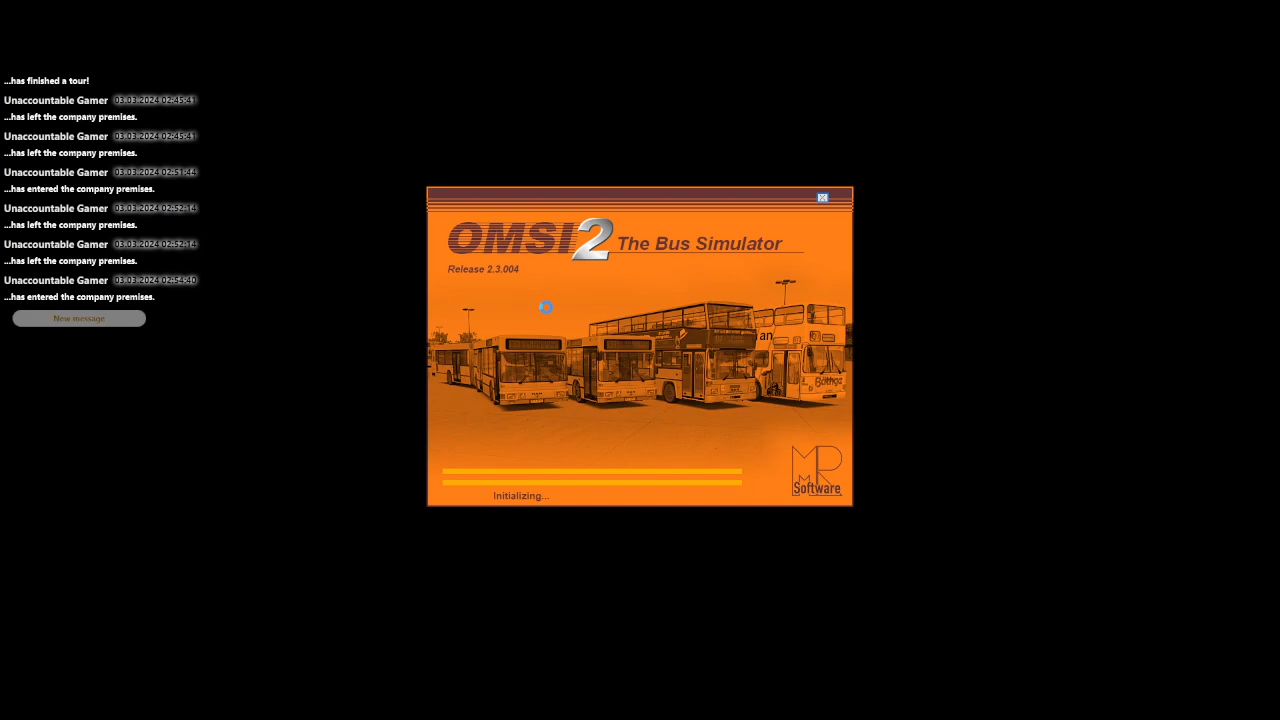 ...has finished a tour!
Unaccountable Gamer 03.03.2024 02:45:41
...has left the company premises.
Unaccountable Gamer 03.03.2024 02:45:41
...has left the company premises.
Unaccountable Gamer 03.03.2024 02:51:44
...has entered the company premises.
Unaccountable Gamer 03.03.2024 02:52:14
...has left the company premises.
Unaccountable Gamer 03.03.2024 02:52:14
...has left the company premises.
Unaccountable Gamer 03.03.2024 02:54:40
...has entered the company premises.
New message
OMSI 2 The Bus Simulator
Release 2.3.004
an
Bathga
MR
Software
Initializing...